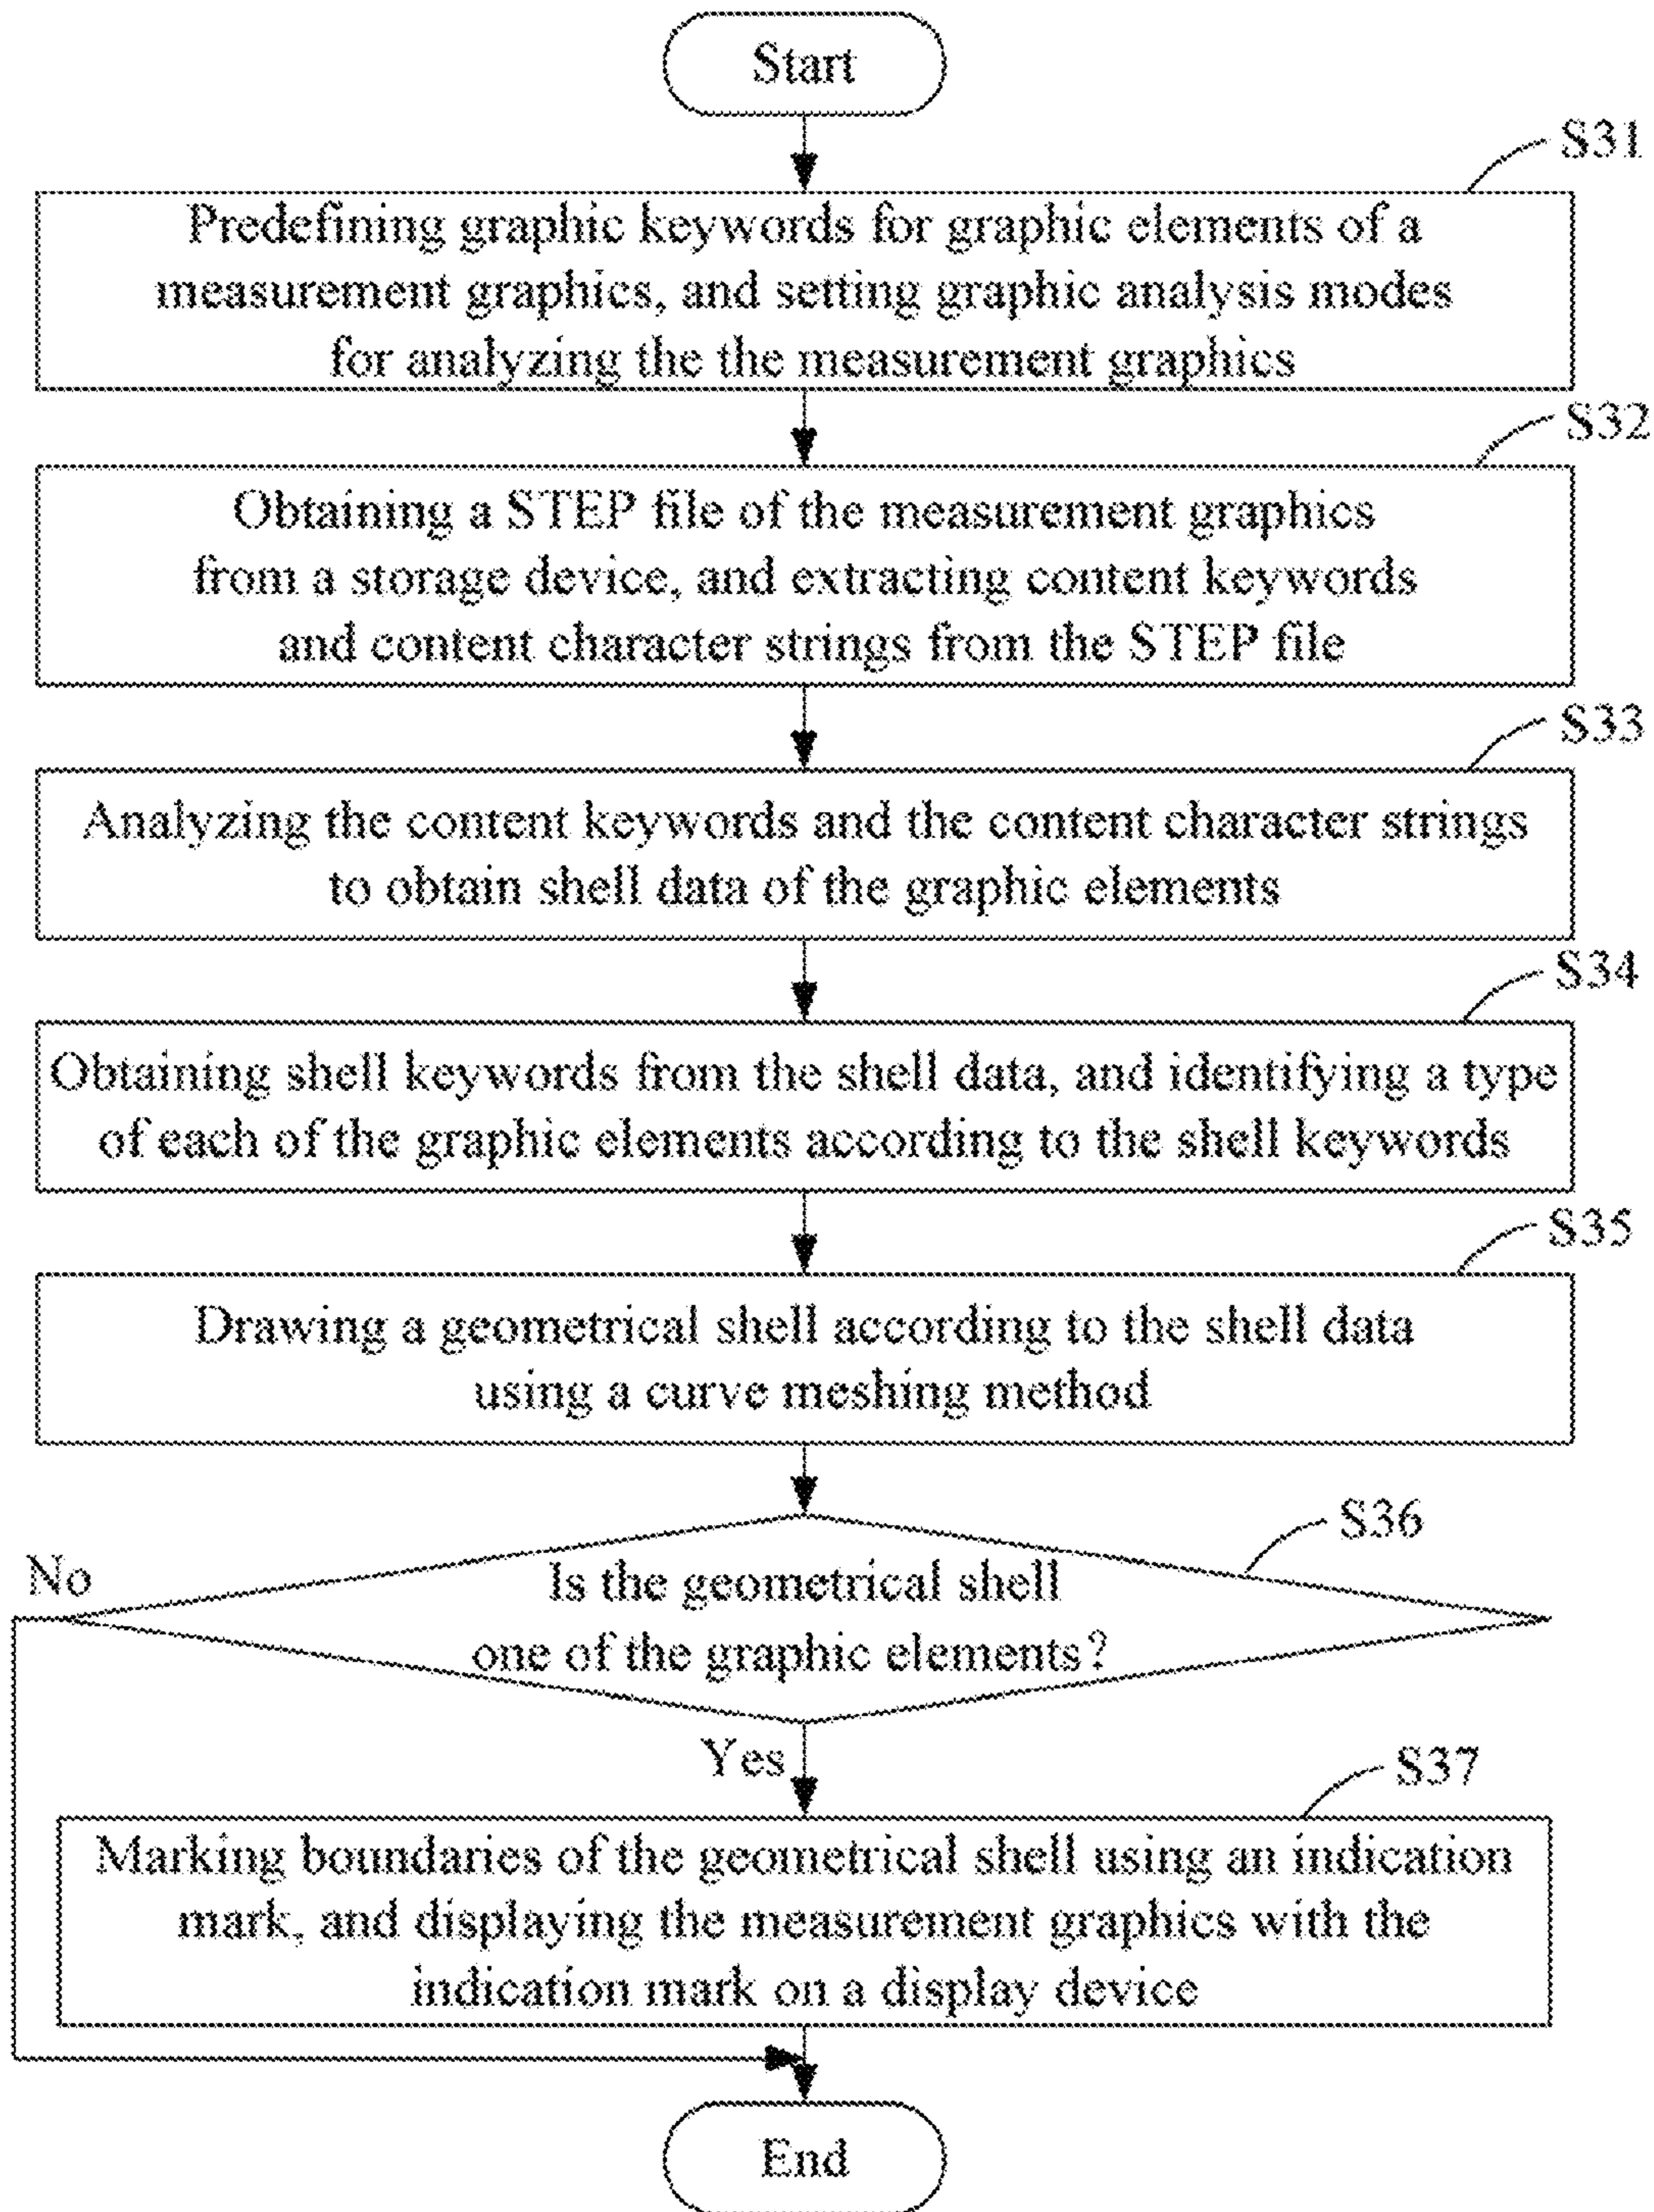 Start
S31
Predefining graphic keywords for graphic elements of a
measurement graphics, and setting graphic analysis modes
for analyzing the the measurement graphics
S32
Obtaining a STEP file of the measurement graphics
from a storage device, and extracting content keywords
and content character strings from the STEP file
S33
Analyzing the content keywords and the content character strings
to obtain shell data of the graphic elements
S34
Obtaining shell keywords from the shell data, and identifying a type
of each of the graphic elements according to the shell keywords
S35
Drawing a geometrical shell according to the shell data
using a curve meshing method
S36
No
Is the geometrical shell
one of the graphic elements?
Yes
S37
Marking boundaries of the geometrical shell using an indication
mark, and displaying the measurement graphics with the
indication mark on a display device
End